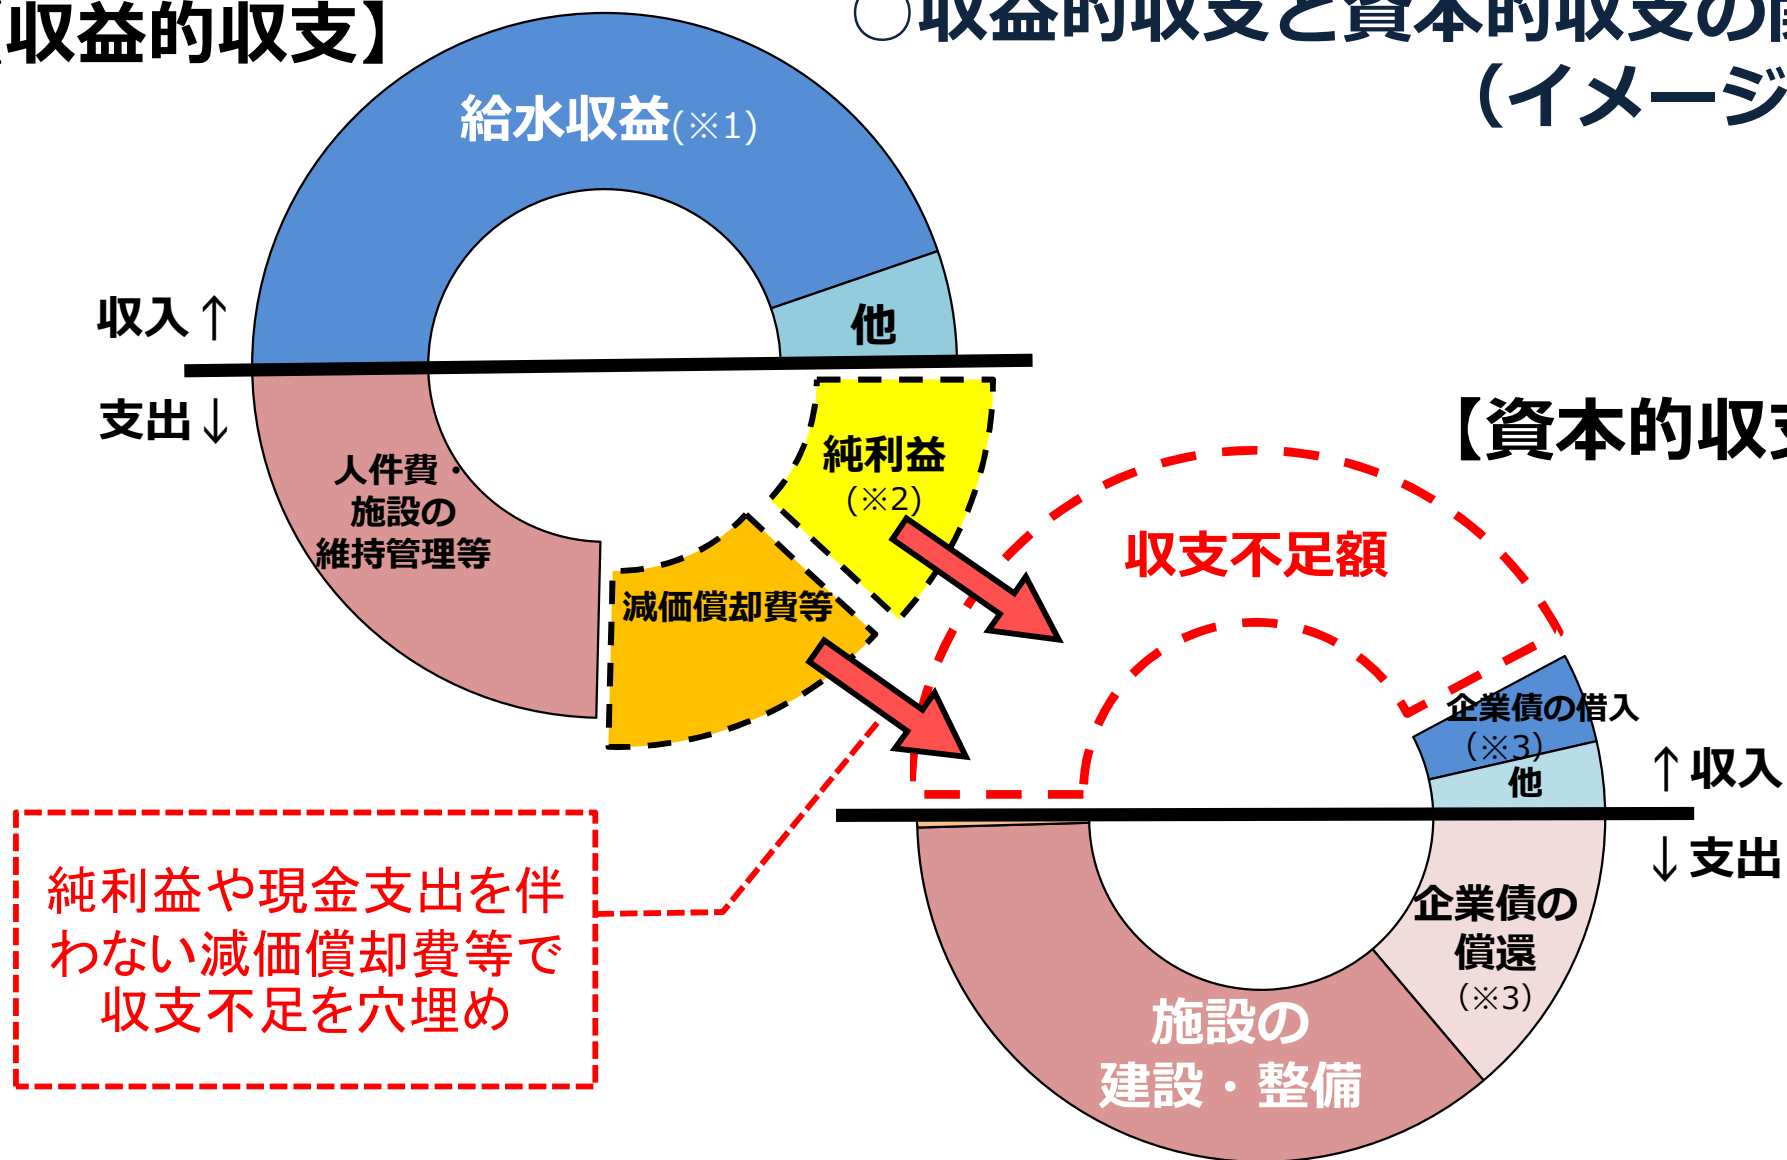 【収益的収支】
○収益的収支と資本的収支の関
（イメージ
給水収益(※1)
他
収入↑
支出↓
人件費・
施設の
維持管理等
純利益
(※2)
減価償却費等
【資本的収支
収支不足額
企業債の借入
(※3)
他
↑収入
↓支出
企業債の
償還
(※3)
施設の
建設・整備
純利益や現金支出を伴
わない減価償却費等で
収支不足を穴埋め